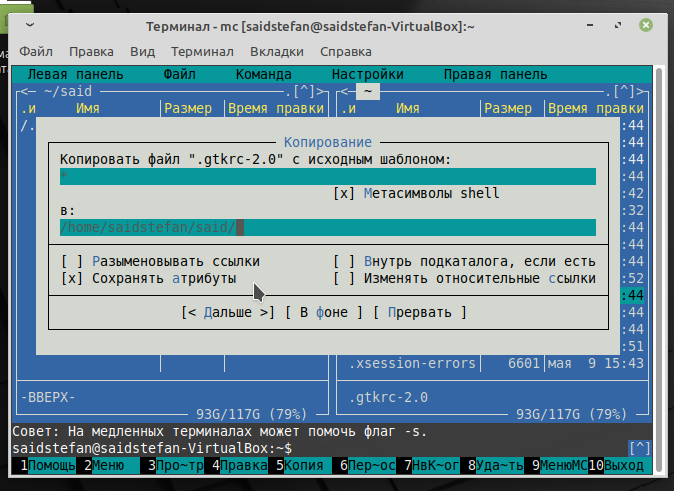 Терминал - mc [saidstefan@saidstefan-VirtualBox]:~
Файл Правка Вид Терминал Вкладки Справка
Левая панель Файл Команда Настройки Правая панель
<— ~/said .[^]> <— ~ .[^]>
.и Имя Размер Время правки .и Имя Размер Время правки
/. :44
Копирование :44
Копировать файл ".gtkrc-2.0" с исходным шаблоном: :44
* :44
[x] Метасимволы shell :42
в: :32
/home/saidstefan/said/ :44
:44
[ ] Разыменовывать ссылки [ ] Внутрь подкаталога, если есть :44
[x] Сохранять атрибуты [ ] Изменять относительные ссылки :52
:44
[< Дальше >] [ В фоне ] [ Прервать ] :44
:44
:51
.xsession-errors 6601 мая 9 15:43
-ВВЕРХ- .gtkrc-2.0
93G/117G (79%) 93G/117G (79%)
Совет: На медленных терминалах может помочь флаг -s.
saidstefan@saidstefan-VirtualBox:~$ [^]
1Помощь 2Меню 3Про~тр 4Правка 5Копия 6Пер~ос 7НвК~ог 8Уда~ть 9МенюMC 10Выход